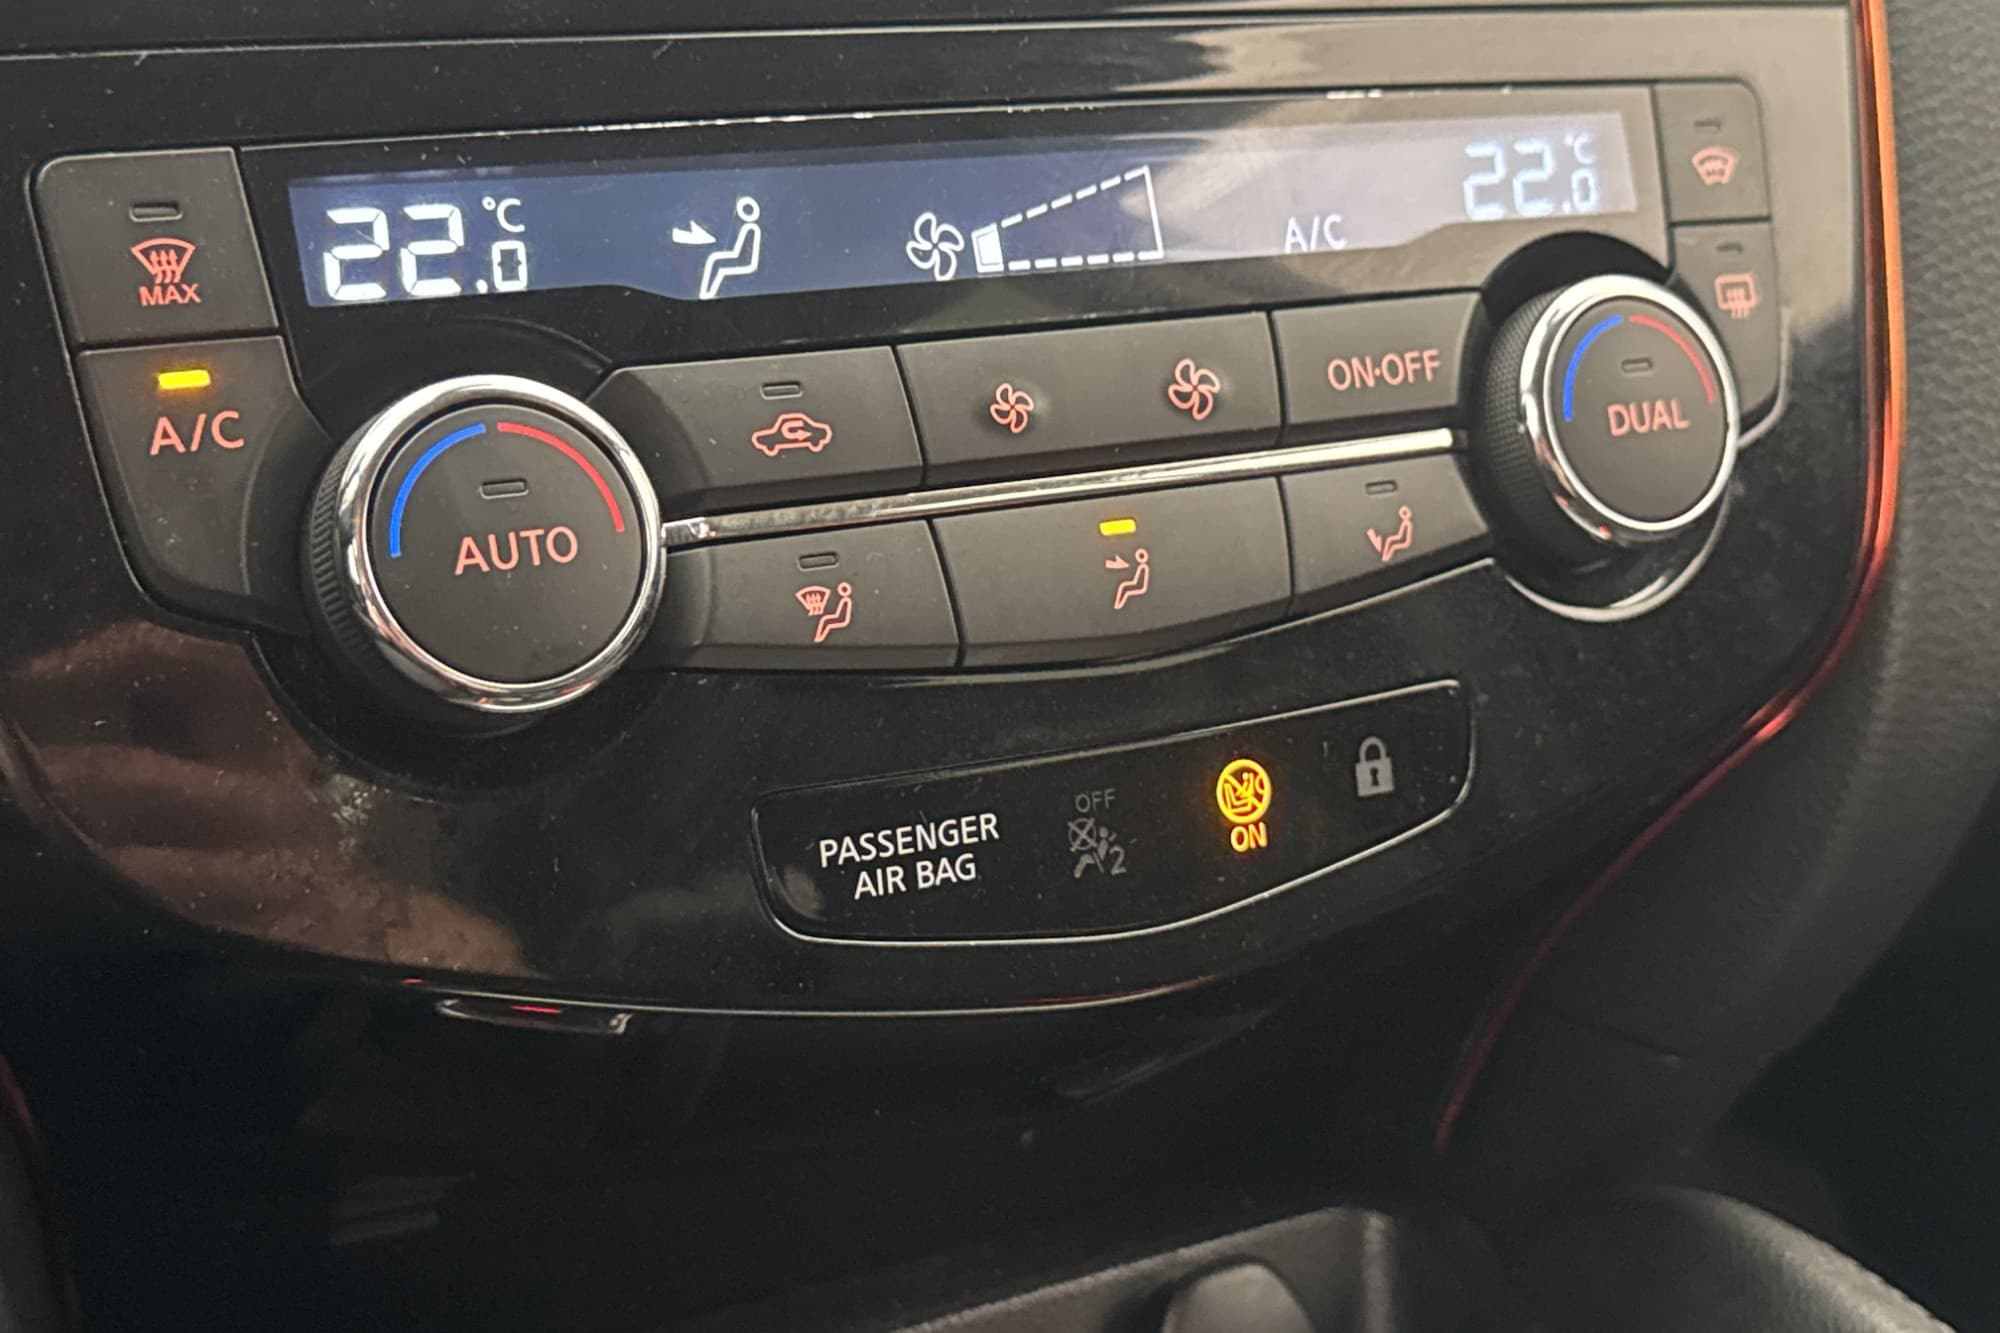 22.0 °C
A/C
22.0 °C
MAX
A/C
AUTO
ON·OFF
DUAL
PASSENGER
AIR BAG
OFF
2
ON